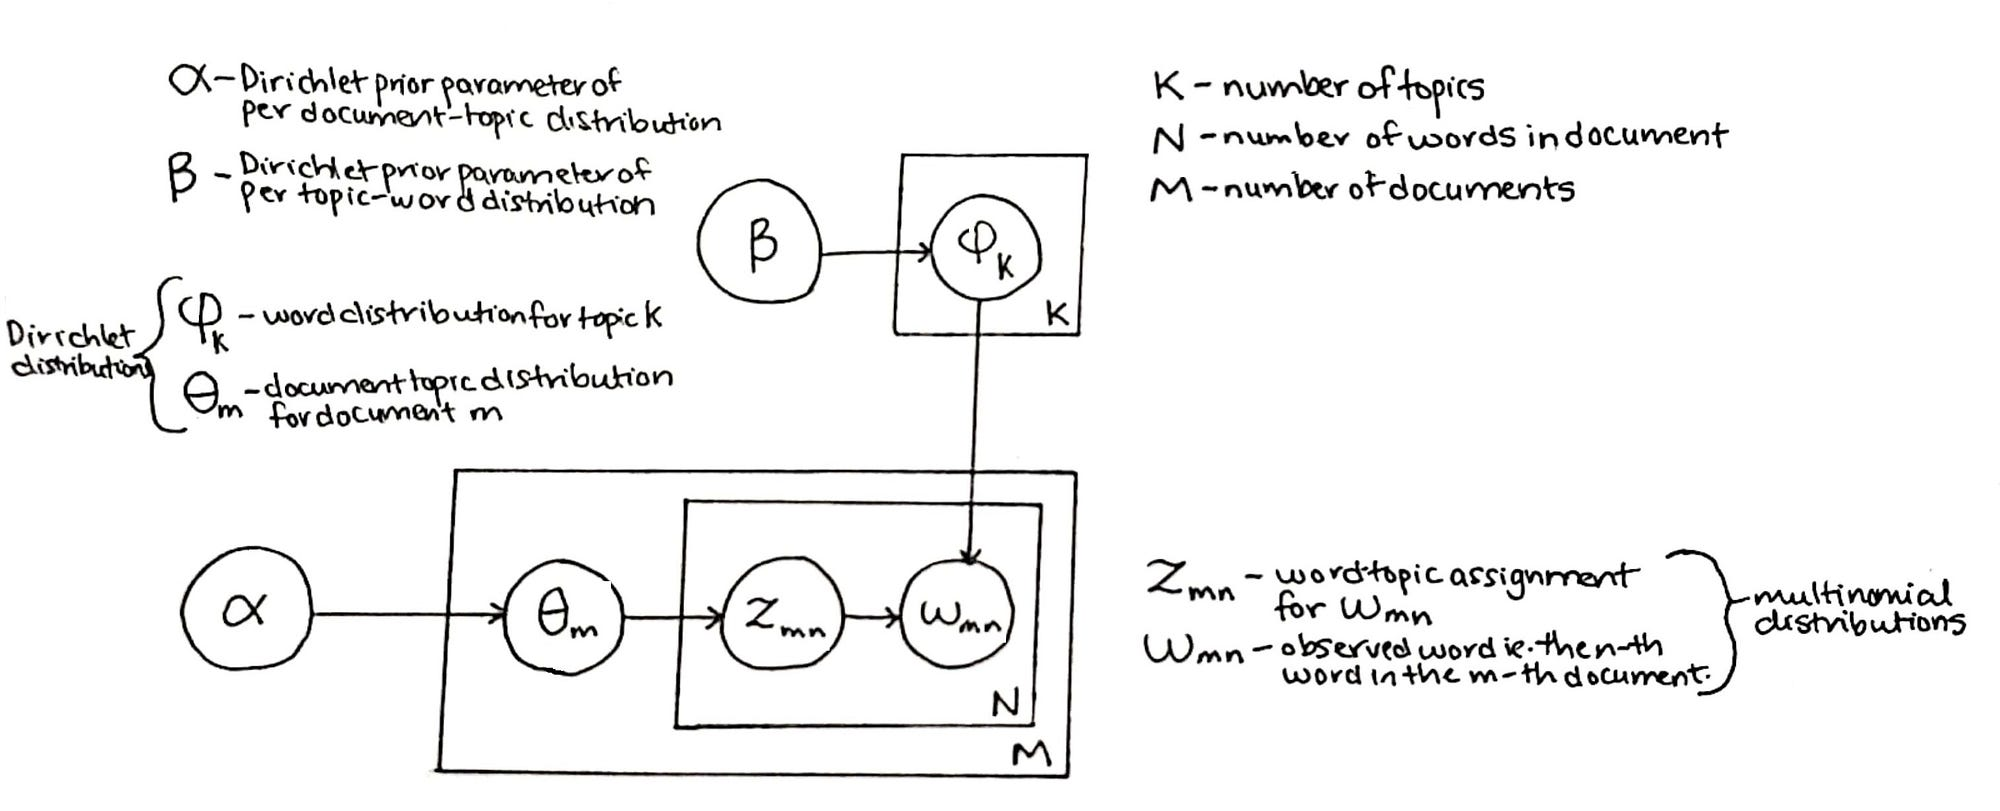 α - Dirichlet prior parameter of
per document-topic distribution
β - Dirichlet prior parameter of
per topic-word distribution
K - number of topics
N - number of words in document
M - number of documents
β
φk
K
Dirichlet
distributions
φk - word distribution for topic k
θm - document topic distribution
for document m
α
θm
Zmn
Wmn
N
M
Zmn - word-topic assignment
for Wmn
Wmn - observed word ie. the n-th
word in the m-th document.
multinomial
distributions